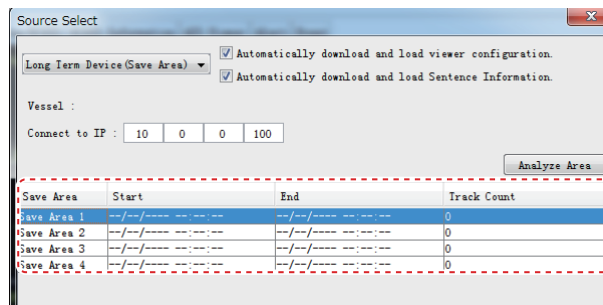 Source Select
Long Term Device(Save Area)
Automatically download and load viewer configuration.
Automatically download and load Sentence Information.
Vessel :
Connect to IP : 10 0 0 100
Analyze Area
Save Area Start End Track Count
Save Area 1 --/--/---- --:--:-- --/--/---- --:--:-- 0
Save Area 2 --/--/---- --:--:-- --/--/---- --:--:-- 0
Save Area 3 --/--/---- --:--:-- --/--/---- --:--:-- 0
Save Area 4 --/--/---- --:--:-- --/--/---- --:--:-- 0